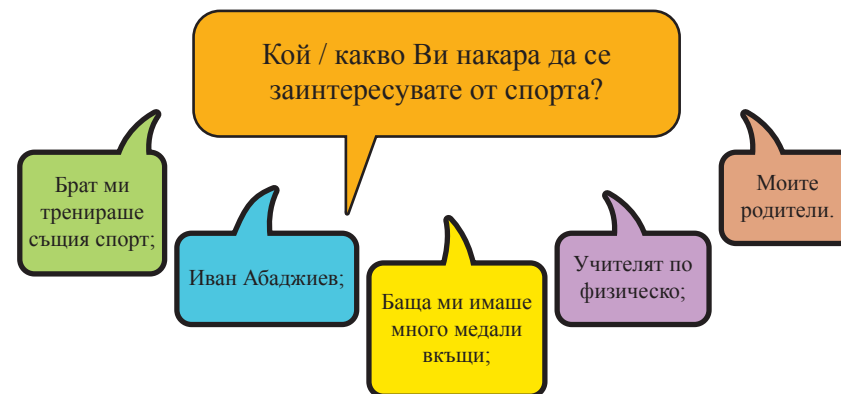 Кой / какво Ви накара да се
заинтересувате от спорта?
Брат ми
тренираше
същия спорт;
Иван Абаджиев;
Баща ми имаше
много медали
вкъщи;
Учителят по
физическо;
Моите
родители.